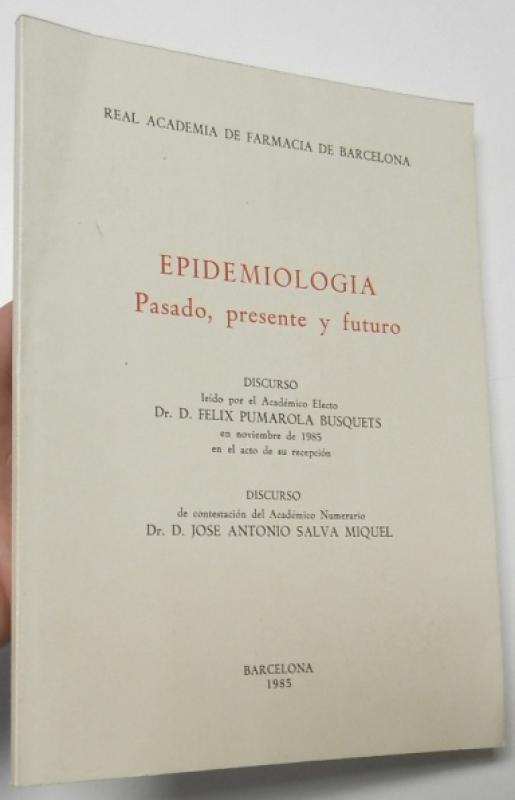 REAL ACADEMIA DE FARMACIA DE BARCELONA
EPIDEMIOLOGIA
Pasado, presente y futuro
DISCURSO
leído por el Académico Electo
Dr. D. FELIX PUMAROLA BUSQUETS
en noviembre de 1985
en el acto de su recepción
DISCURSO
de contestación del Académico Numerario
Dr. D. JOSE ANTONIO SALVA MIQUEL
BARCELONA
1985